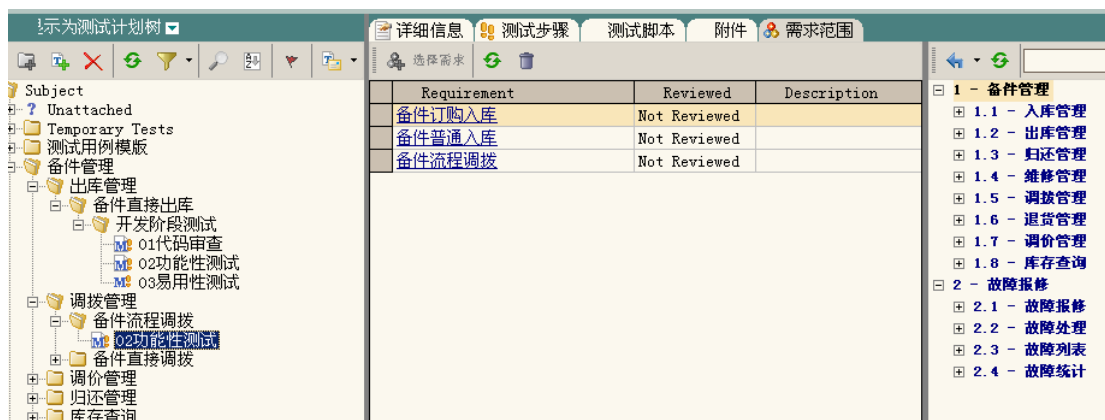 示为测试计划树
Subject
Unattached
Temporary Tests
测试用例模版
备件管理
出库管理
备件直接出库
开发阶段测试
01代码审查
02功能性测试
03易用性测试
调拨管理
备件流程调拨
02功能性测试
备件直接调拨
调价管理
归还管理
库存查询
详细信息 测试步骤 测试脚本 附件 需求范围
选择需求
Requirement Reviewed Description
备件订购入库 Not Reviewed
备件普通入库 Not Reviewed
备件流程调拨 Not Reviewed
1 - 备件管理
1.1 - 入库管理
1.2 - 出库管理
1.3 - 归还管理
1.4 - 维修管理
1.5 - 调拨管理
1.6 - 退货管理
1.7 - 调价管理
1.8 - 库存查询
2 - 故障报修
2.1 - 故障报修
2.2 - 故障处理
2.3 - 故障列表
2.4 - 故障统计